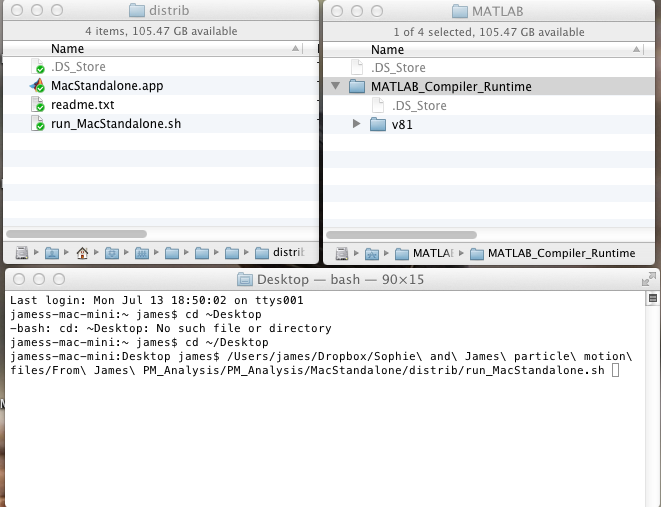 distrib
4 items, 105.47 GB available
Name
.DS_Store
MacStandalone.app
readme.txt
run_MacStandalone.sh
distrib
MATLAB
1 of 4 selected, 105.47 GB available
Name
.DS_Store
MATLAB_Compiler_Runtime
.DS_Store
v81
MATLAB_Compiler_Runtime
Desktop — bash — 90×15
Last login: Mon Jul 13 18:50:02 on ttys001
jamess-mac-mini:~ james$ cd ~Desktop
-bash: cd: ~Desktop: No such file or directory
jamess-mac-mini:~ james$ cd ~/Desktop
jamess-mac-mini:Desktop james$ /Users/james/Dropbox/Sophie\ and\ James\ particle\ motion\
files/From\ James\ PM_Analysis/PM_Analysis/MacStandalone/distrib/run_MacStandalone.sh